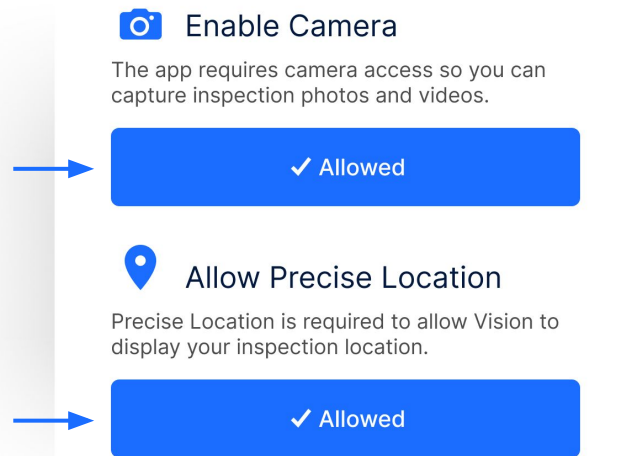 Enable Camera
The app requires camera access so you can
capture inspection photos and videos.
✓ Allowed
Allow Precise Location
Precise Location is required to allow Vision to
display your inspection location.
✓ Allowed